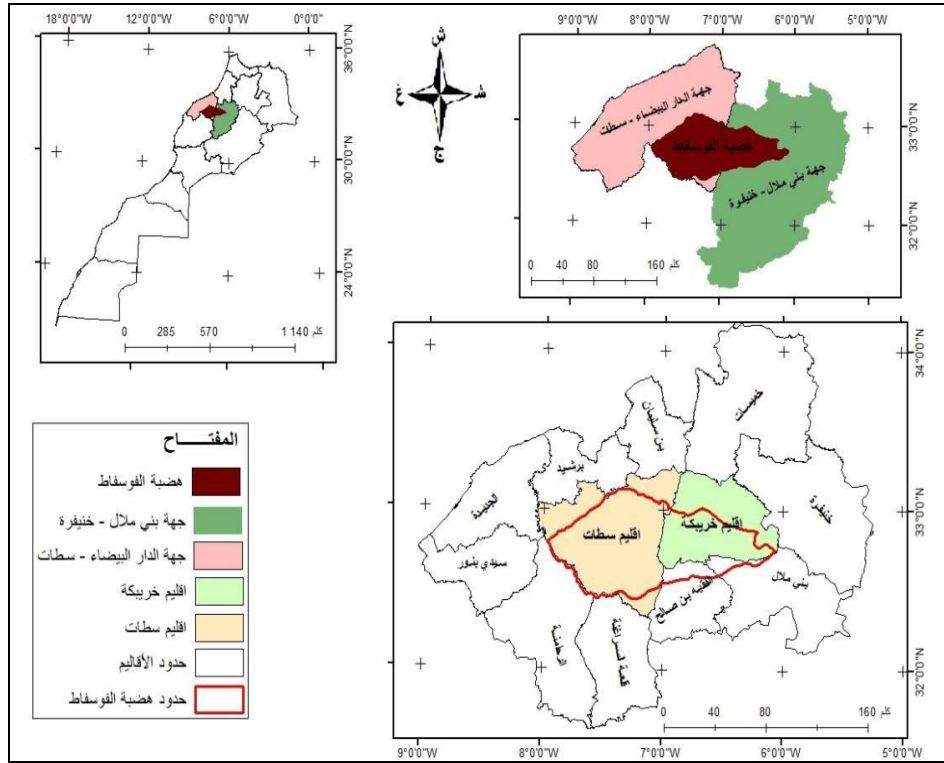 18°0'0"W 12°0'0"W 6°0'0"W 0°0'0"
36°0'0"N
30°0'0"N
24°0'0"N
0 285 570 1 140 كلم
ش
غ
ش
ج
9°0'0"W 8°0'0"W 7°0'0"W 6°0'0"W 5°0'0"W
33°0'0"N
32°0'0"N
جهة الدار البيضاء - سطات
هضبة الفوسفاط
جهة بني ملال - خنيفرة
0 40 80 160 كلم
34°0'0"N
33°0'0"N
32°0'0"N
خميسات
بن سليمان
برشيد
الجديدة
خنيفرة
اقليم خريبكة
اقليم سطات
سيدي بنور
بني ملال
الفقيه بن صالح
الرحامنة
قلعة السراغنة
0 40 80 160 كلم
9°0'0"W 8°0'0"W 7°0'0"W 6°0'0"W 5°0'0"W
المفتـــــاح
هضبة الفوسفاط
جهة بني ملال - خنيفرة
جهة الدار البيضاء - سطات
اقليم خريبكة
اقليم سطات
حدود الأقاليم
حدود هضبة الفوسفاط